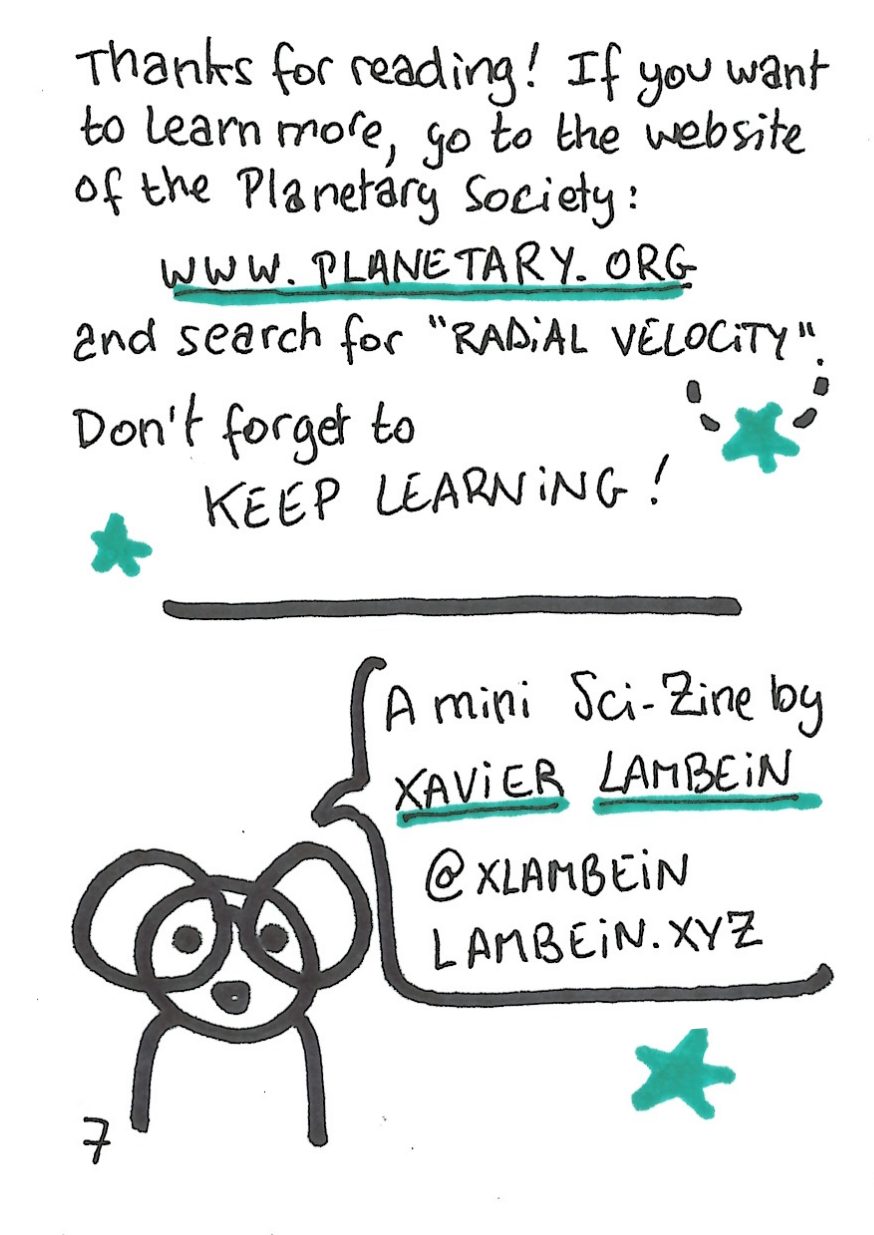 Thanks for reading! If you want
to learn more, go to the website
of the Planetary Society:
WWW. PLANETARY. ORG
and search for "RADiAL VELOCiTY".
Don't forget to
KEEP LEARNiNG!
A mini Sci-Zine by
XAViER LAMBEiN
@XLAMBEiN
LAMBEiN.XYZ
7